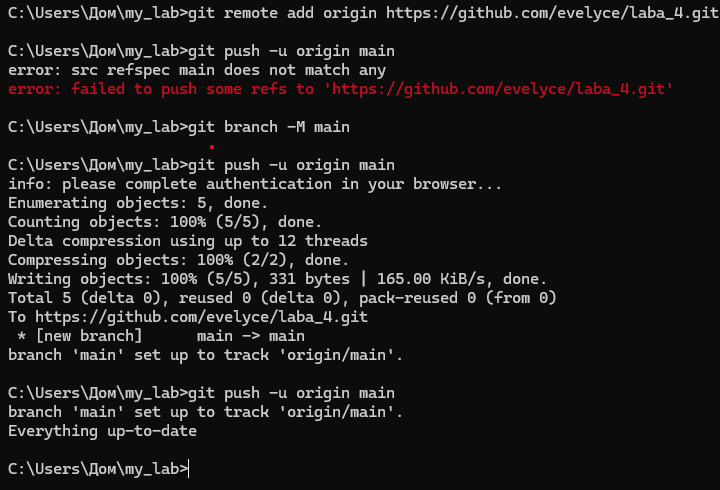 C:\Users\Дом\my_lab>git remote add origin https://github.com/evelyce/laba_4.git
C:\Users\Дом\my_lab>git push -u origin main
error: src refspec main does not match any
error: failed to push some refs to 'https://github.com/evelyce/laba_4.git'
C:\Users\Дом\my_lab>git branch -M main
C:\Users\Дом\my_lab>git push -u origin main
info: please complete authentication in your browser...
Enumerating objects: 5, done.
Counting objects: 100% (5/5), done.
Delta compression using up to 12 threads
Compressing objects: 100% (2/2), done.
Writing objects: 100% (5/5), 331 bytes | 165.00 KiB/s, done.
Total 5 (delta 0), reused 0 (delta 0), pack-reused 0 (from 0)
To https://github.com/evelyce/laba_4.git
 * [new branch]      main -> main
branch 'main' set up to track 'origin/main'.
C:\Users\Дом\my_lab>git push -u origin main
branch 'main' set up to track 'origin/main'.
Everything up-to-date
C:\Users\Дом\my_lab>